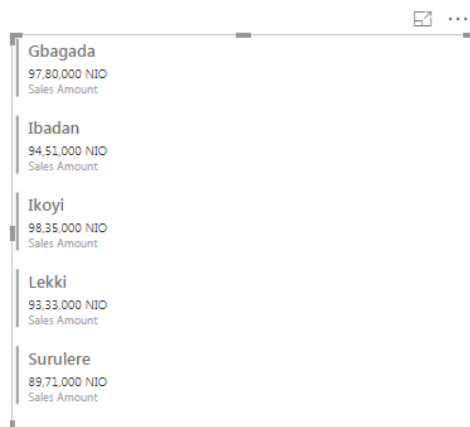 Gbagada
97,80,000 NIO
Sales Amount
Ibadan
94,51,000 NIO
Sales Amount
Ikoyi
98,35,000 NIO
Sales Amount
Lekki
93,33,000 NIO
Sales Amount
Surulere
89,71,000 NIO
Sales Amount